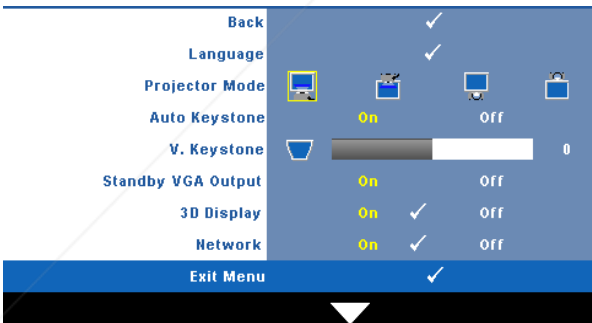 Back
Language
Projector Mode
Auto Keystone On Off
V. Keystone 0
Standby VGA Output On Off
3D Display On Off
Network On Off
Exit Menu